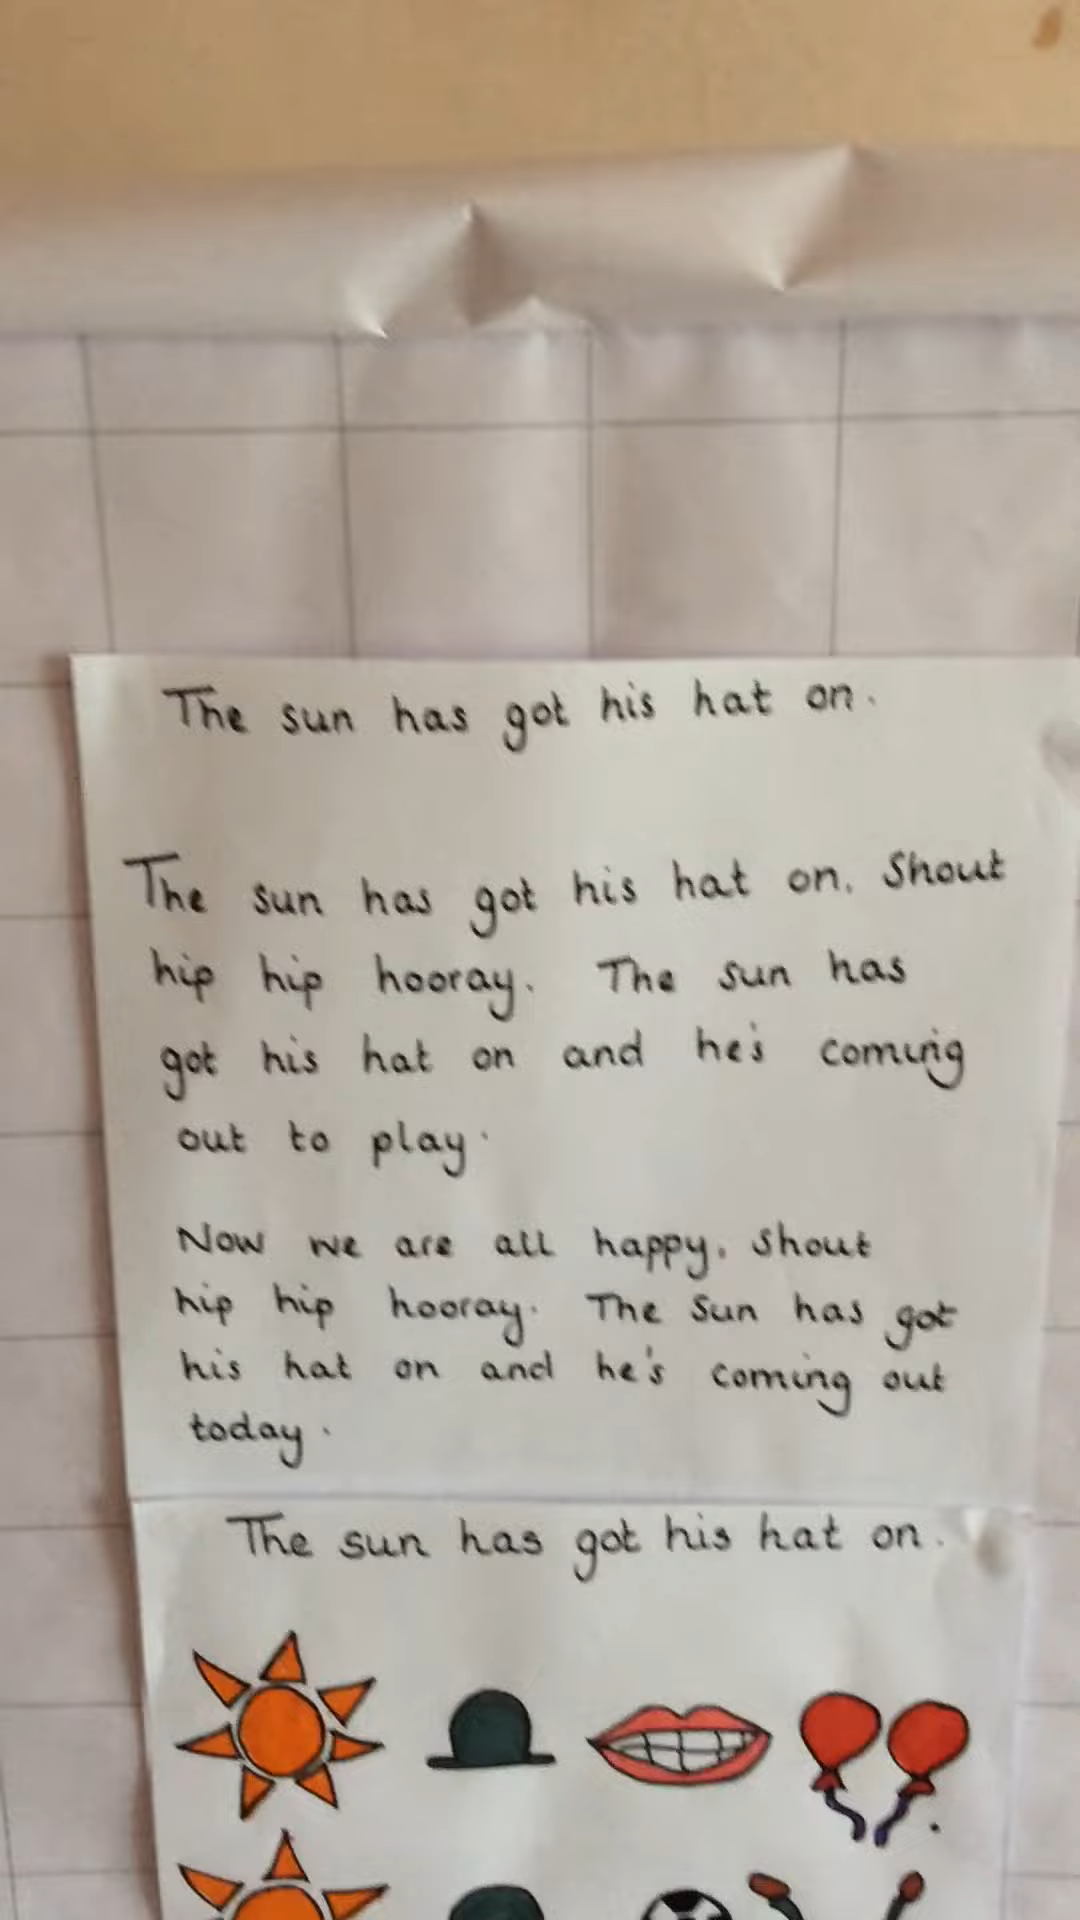 The sun has got his hat on.
The sun has got his hat on. Shout
hip hip hooray. The sun has
got his hat on and he's coming
out to play.
Now we are all happy. Shout
hip hip hooray. The Sun has got
his hat on and he's coming out
today.
The sun has got his hat on.